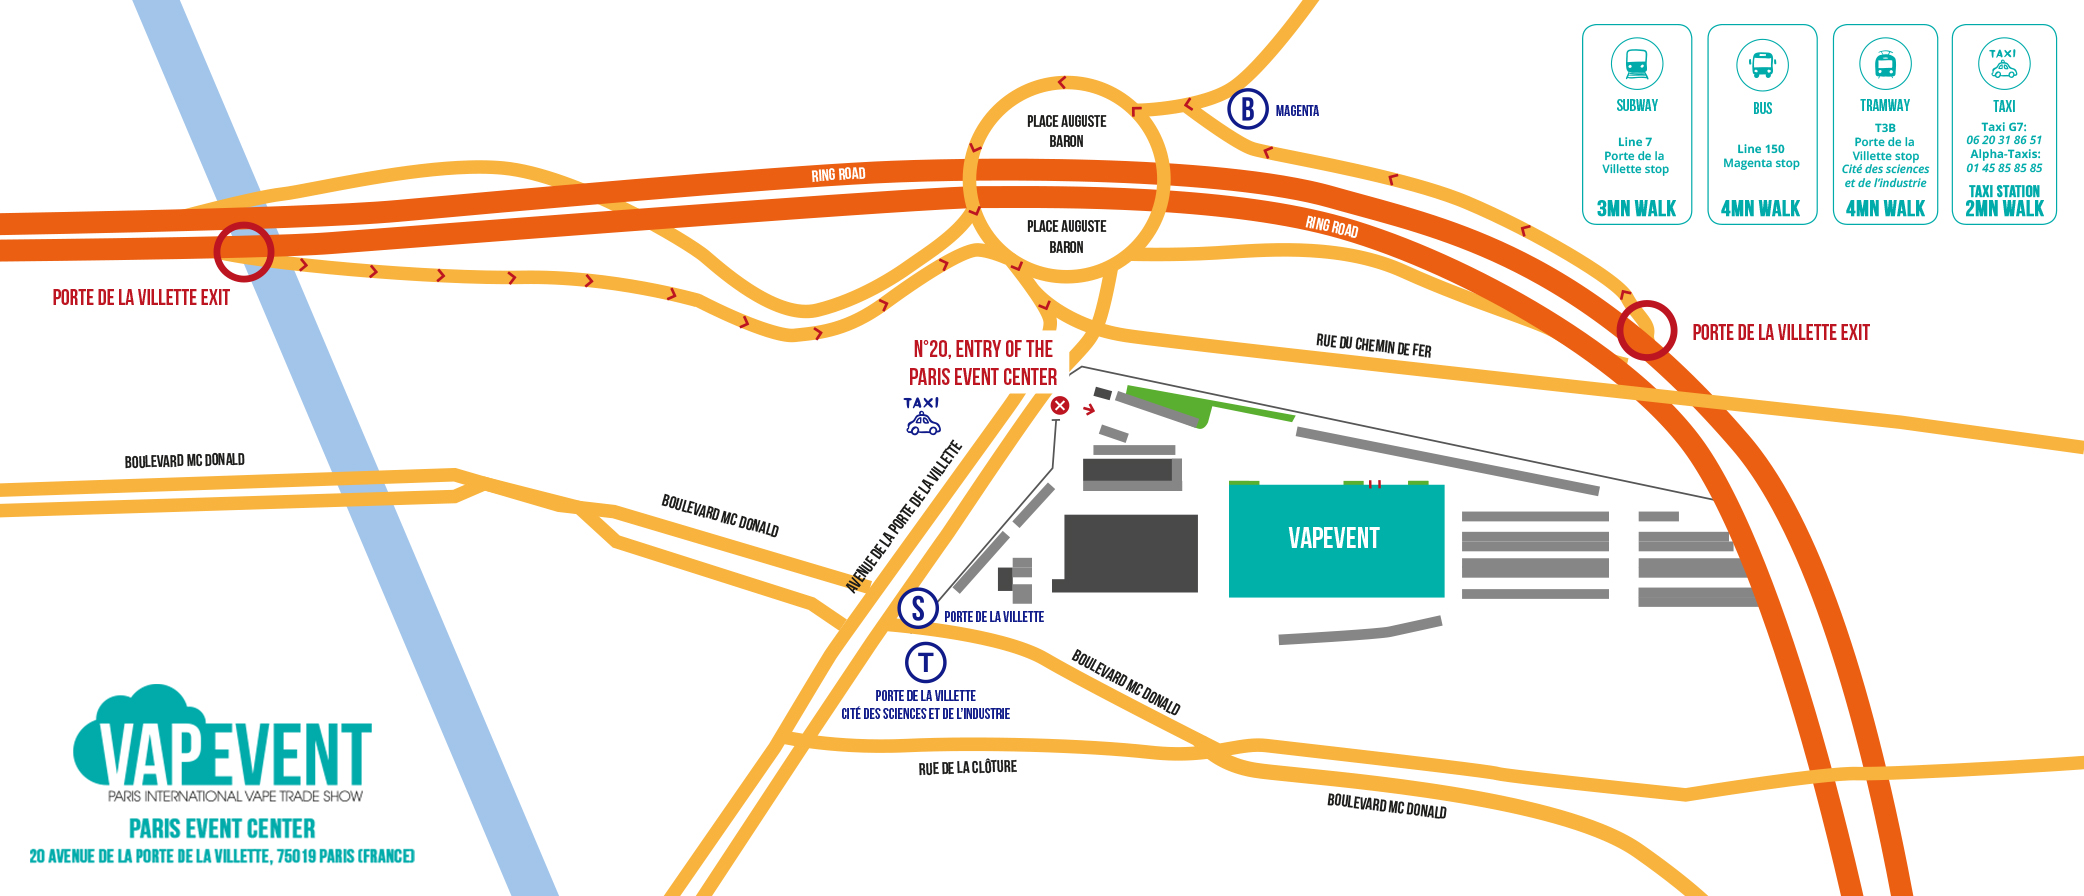 SUBWAY
Line 7
Porte de la
Villette stop
3MN WALK
BUS
Line 150
Magenta stop
4MN WALK
TRAMWAY
T3B
Porte de la
Villette stop
Cité des sciences
et de l'industrie
4MN WALK
TAXI
TAXI
Taxi G7:
06 20 31 86 51
Alpha-Taxis:
01 45 85 85 85
TAXI STATION
2MN WALK
PLACE AUGUSTE
BARON
B
MAGENTA
RING ROAD
PLACE AUGUSTE
BARON
RING ROAD
PORTE DE LA VILLETTE EXIT
PORTE DE LA VILLETTE EXIT
RUE DU CHEMIN DE FER
N°20, ENTRY OF THE
PARIS EVENT CENTER
TAXI
BOULEVARD MC DONALD
BOULEVARD MC DONALD
AVENUE DE LA PORTE DE LA VILLETTE
VAPEVENT
S
PORTE DE LA VILLETTE
T
PORTE DE LA VILLETTE
CITÉ DES SCIENCES ET DE L'INDUSTRIE
BOULEVARD MC DONALD
RUE DE LA CLÔTURE
BOULEVARD MC DONALD
VAPEVENT
PARIS INTERNATIONAL VAPE TRADE SHOW
PARIS EVENT CENTER
20 AVENUE DE LA PORTE DE LA VILLETTE, 75019 PARIS (FRANCE)